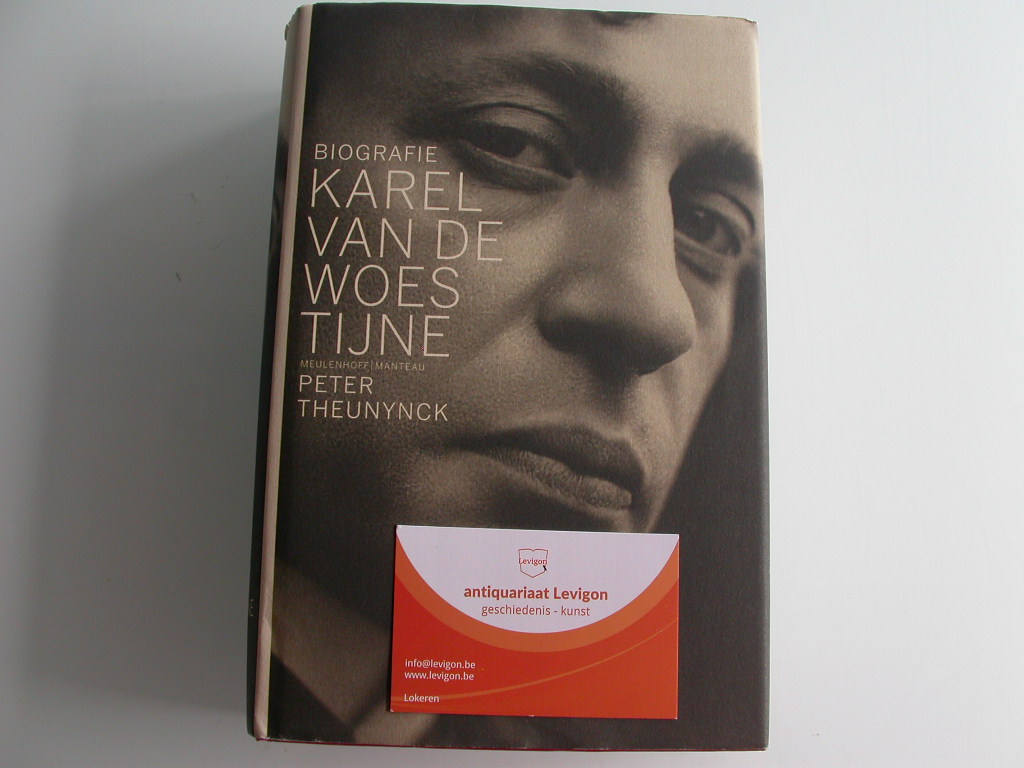 BIOGRAFIE
KAREL
VAN DE
WOES
TIJNE
MEULENHOFF|MANTEAU
PETER
THEUNYNCK
Levigon
antiquariaat Levigon
geschiedenis - kunst
info@levigon.be
www.levigon.be
Lokeren